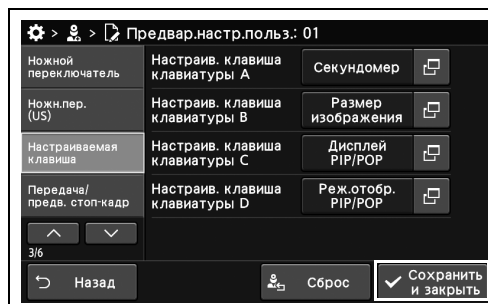 > > Предвар.настр.польз.: 01
Ножной
переключатель
Настраив. клавиша
клавиатуры A
Секундомер
Ножн.пер.
(US)
Настраив. клавиша
клавиатуры B
Размер
изображения
Настраиваемая
клавиша
Настраив. клавиша
клавиатуры C
Дисплей
PIP/POP
Передача/
предв. стоп-кадр
Настраив. клавиша
клавиатуры D
Реж.отобр.
PIP/POP
3/6
Назад
Сброс
Сохранить
и закрыть